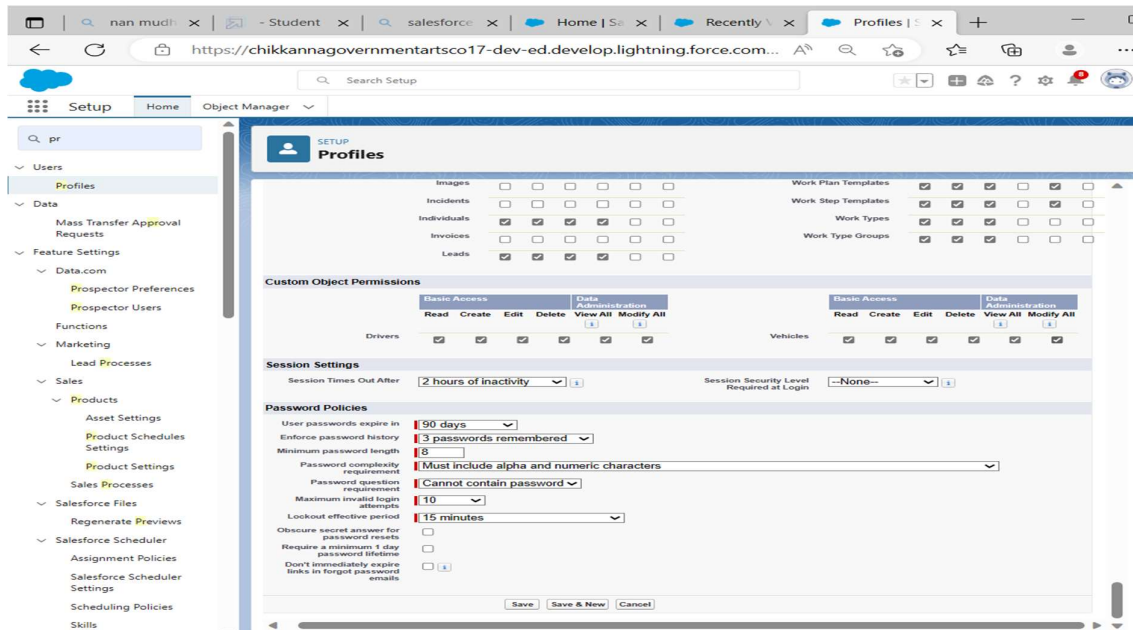 nan mudh
- Student
salesforce
Home | Sa
Recently \
Profiles | S
https://chikkannagovernmentartsco17-dev-ed.develop.lightning.force.com...
Search Setup
8
Setup
Home
Object Manager
pr
Users
Profiles
Data
Mass Transfer Approval
Requests
Feature Settings
Data.com
Prospector Preferences
Prospector Users
Functions
Marketing
Lead Processes
Sales
Products
Asset Settings
Product Schedules
Settings
Product Settings
Sales Processes
Salesforce Files
Regenerate Previews
Salesforce Scheduler
Assignment Policies
Salesforce Scheduler
Settings
Scheduling Policies
Skills
SETUP
Profiles
Images
Work Plan Templates
Incidents
Work Step Templates
Individuals
Work Types
Invoices
Work Type Groups
Leads
Custom Object Permissions
Basic Access
Data
Administration
Basic Access
Data
Administration
Read Create Edit Delete View All Modify All
Read Create Edit Delete View All Modify All
Drivers
Vehicles
Session Settings
Session Times Out After
2 hours of inactivity
Session Security Level
Required at Login
--None--
Password Policies
User passwords expire in
90 days
Enforce password history
3 passwords remembered
Minimum password length
8
Password complexity
requirement
Must include alpha and numeric characters
Password question
requirement
Cannot contain password
Maximum invalid login
attempts
10
Lockout effective period
15 minutes
Obscure secret answer for
password resets
Require a minimum 1 day
password lifetime
Don't immediately expire
links in forgot password
emails
Save
Save & New
Cancel